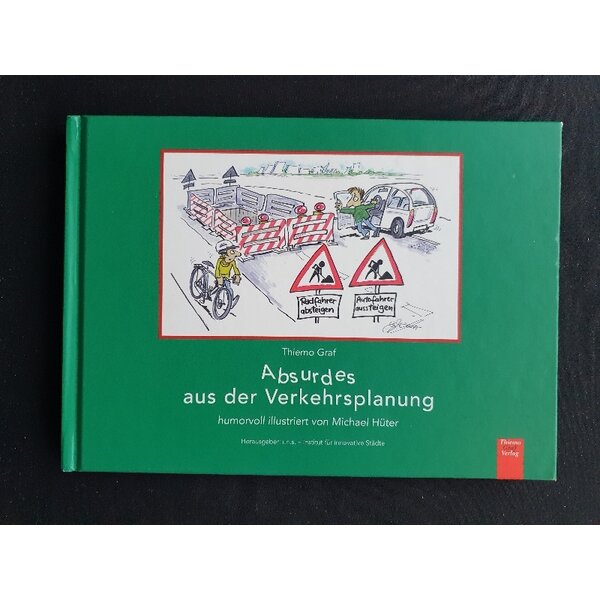 Radfahrer
absteigen
Autofahrer
aussteigen
Thiemo Graf
Absurdes
aus der Verkehrsplanung
humorvoll illustriert von Michael Hüter
Herausgeber: i.n.s. – Institut für innovative Städte
Thiemo
Graf
Verlag